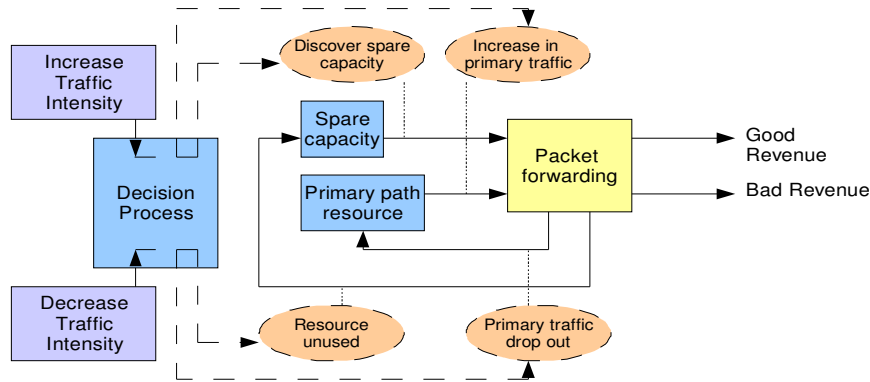 Increase
Traffic
Intensity
Discover spare
capacity
Increase in
primary traffic
Spare
capacity
Packet
forwarding
Good
Revenue
Decision
Process
Primary path
resource
Bad Revenue
Decrease
Traffic
Intensity
Resource
unused
Primary traffic
drop out